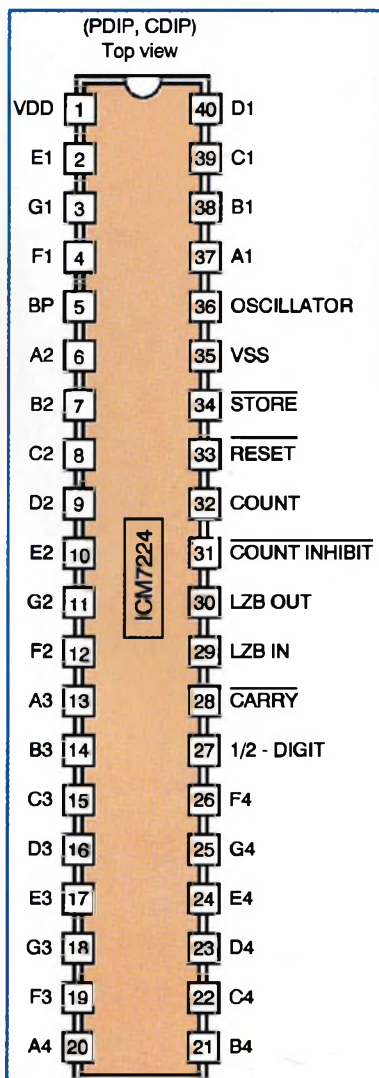 (PDIP, CDIP)
Top view
VDD 1 40 D1
E1 2 39 C1
G1 3 38 B1
F1 4 37 A1
BP 5 36 OSCILLATOR
A2 6 35 VSS
B2 7 34 STORE
C2 8 33 RESET
D2 9 32 COUNT
E2 10 31 COUNT INHIBIT
G2 11 30 LZB OUT
F2 12 29 LZB IN
A3 13 28 CARRY
B3 14 27 1/2 - DIGIT
C3 15 26 F4
D3 16 25 G4
E3 17 24 E4
G3 18 23 D4
F3 19 22 C4
A4 20 21 B4
ICM7224